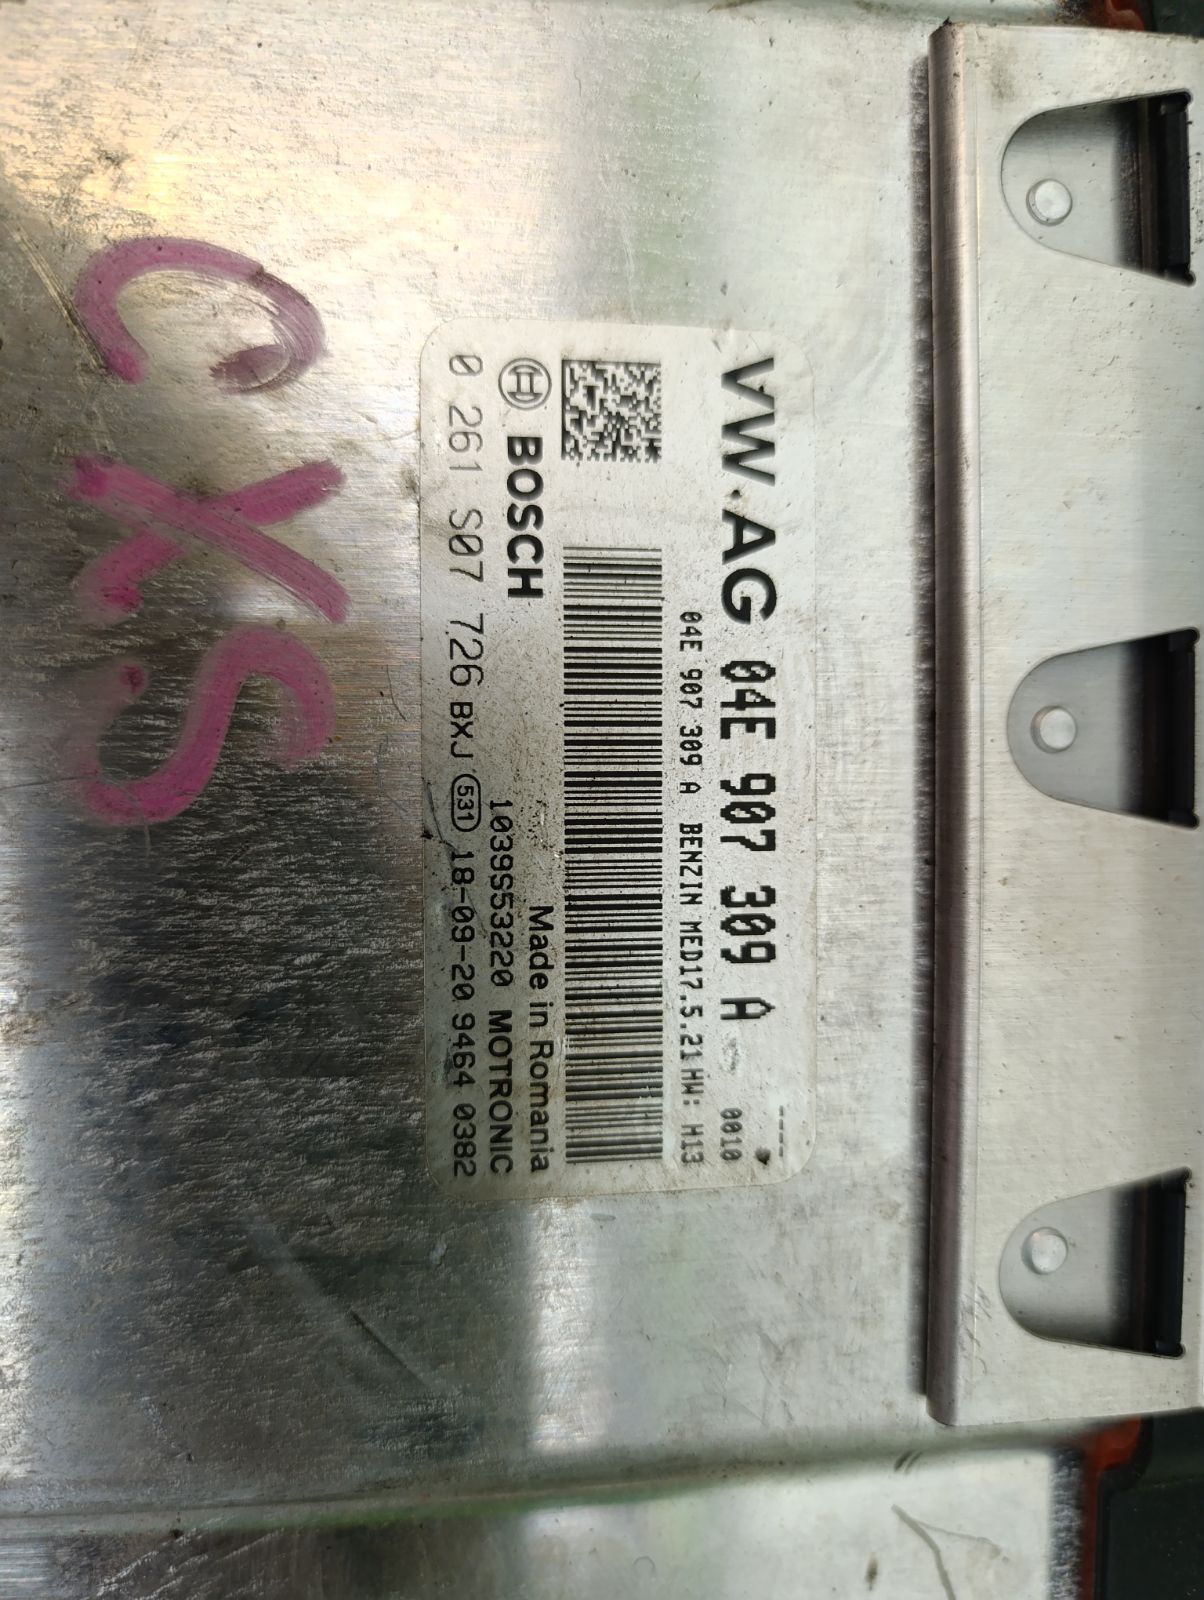 VW.AG 04E 907 309 A
----
0010
04E 907 309 A BENZIN MED17.5.21 HW: H13
BOSCH
Made in Romania
1039S53220 MOTRONIC
0 261 S07 726 BXJ 531 18-09-20 9464 0382
CXS